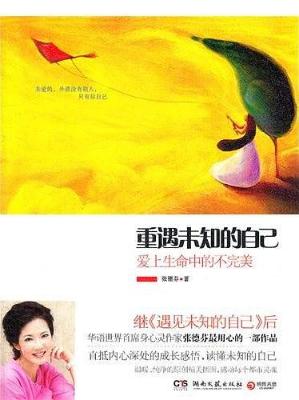 亲爱的，外面没有别人，
只有你自己
重遇未知的自己
爱上生命中的不完美
张德芬·著
继《遇见未知的自己》后
华语世界首席身心灵作家张德芬最用心的一部作品
直抵内心深处的成长感悟，读懂未知的自己
CS 湖南文艺出版社